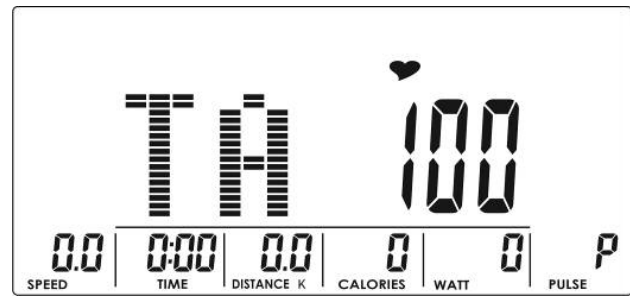 TA 100
0.0 0:00 0.0 0 0 P
SPEED TIME DISTANCE K CALORIES WATT PULSE